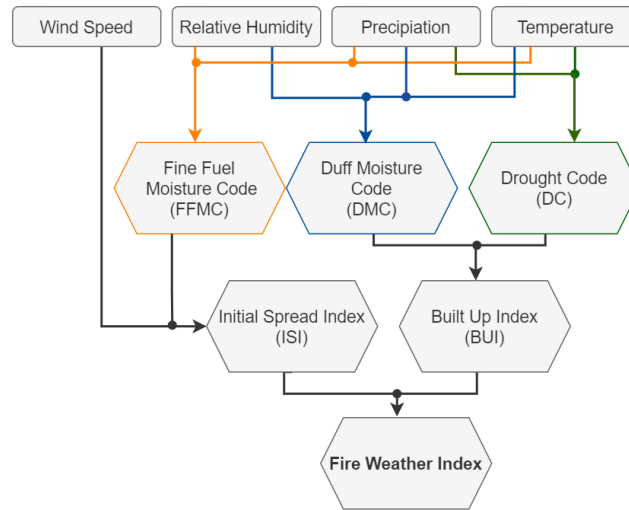 Wind Speed
Relative Humidity
Precipiation
Temperature
Fine Fuel
Moisture Code
(FFMC)
Duff Moisture
Code
(DMC)
Drought Code
(DC)
Initial Spread Index
(ISI)
Built Up Index
(BUI)
Fire Weather Index